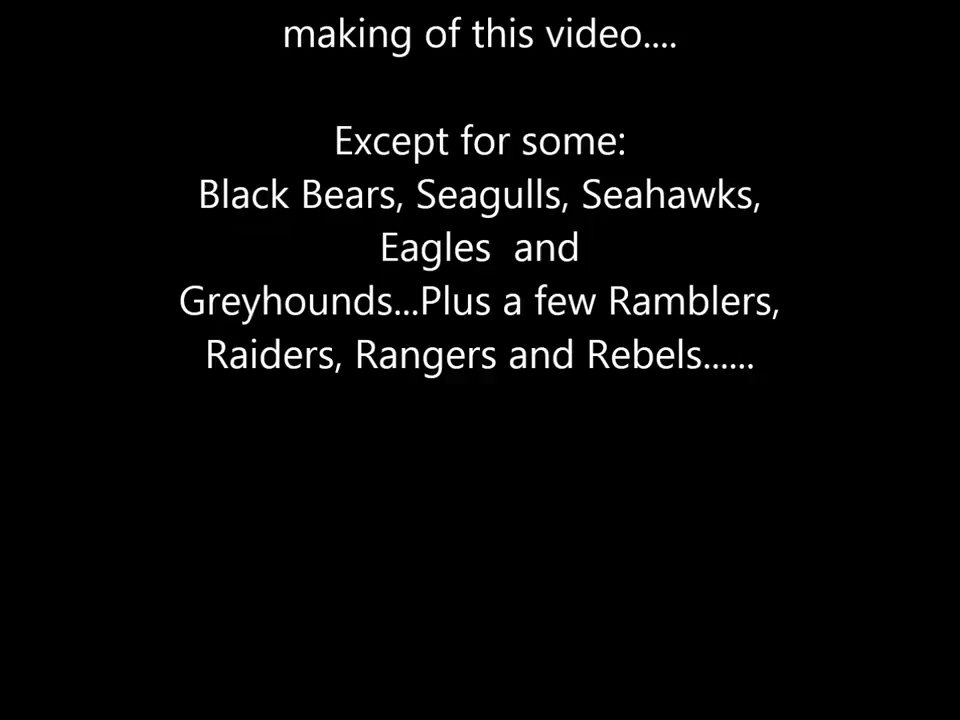 making of this video....
Except for some:
Black Bears, Seagulls, Seahawks,
Eagles  and
Greyhounds...Plus a few Ramblers,
Raiders, Rangers and Rebels......